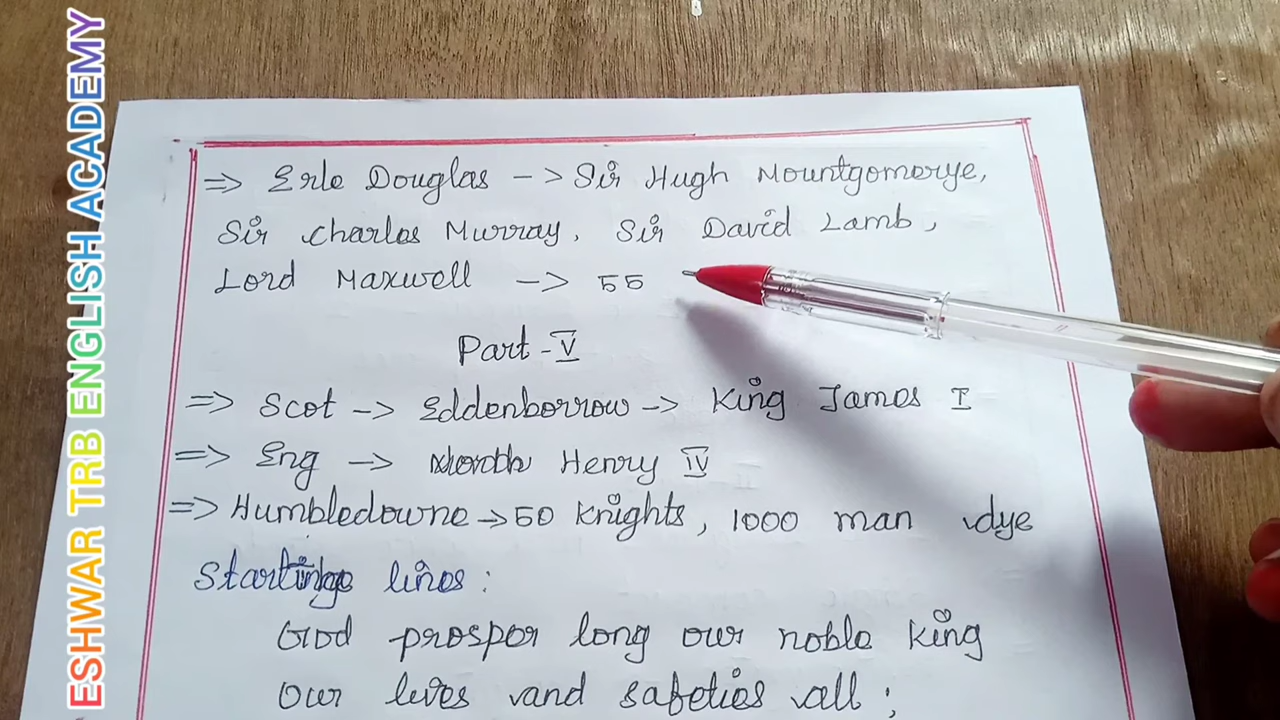 ESHWAR TRB ENGLISH ACADEMY
=> Erle Douglas -> Sir Hugh Mountgomerye,
Sir Charles Murray, Sir David Lamb,
Lord Maxwell -> 55
Part-V
=> Scot -> Eddenborrow -> King James I
=> Eng -> Henry IV
=> Humbledowne -> 50 Knights, 1000 man dye
Starting lines:
God prosper long our noble King
Our lives and safeties all;